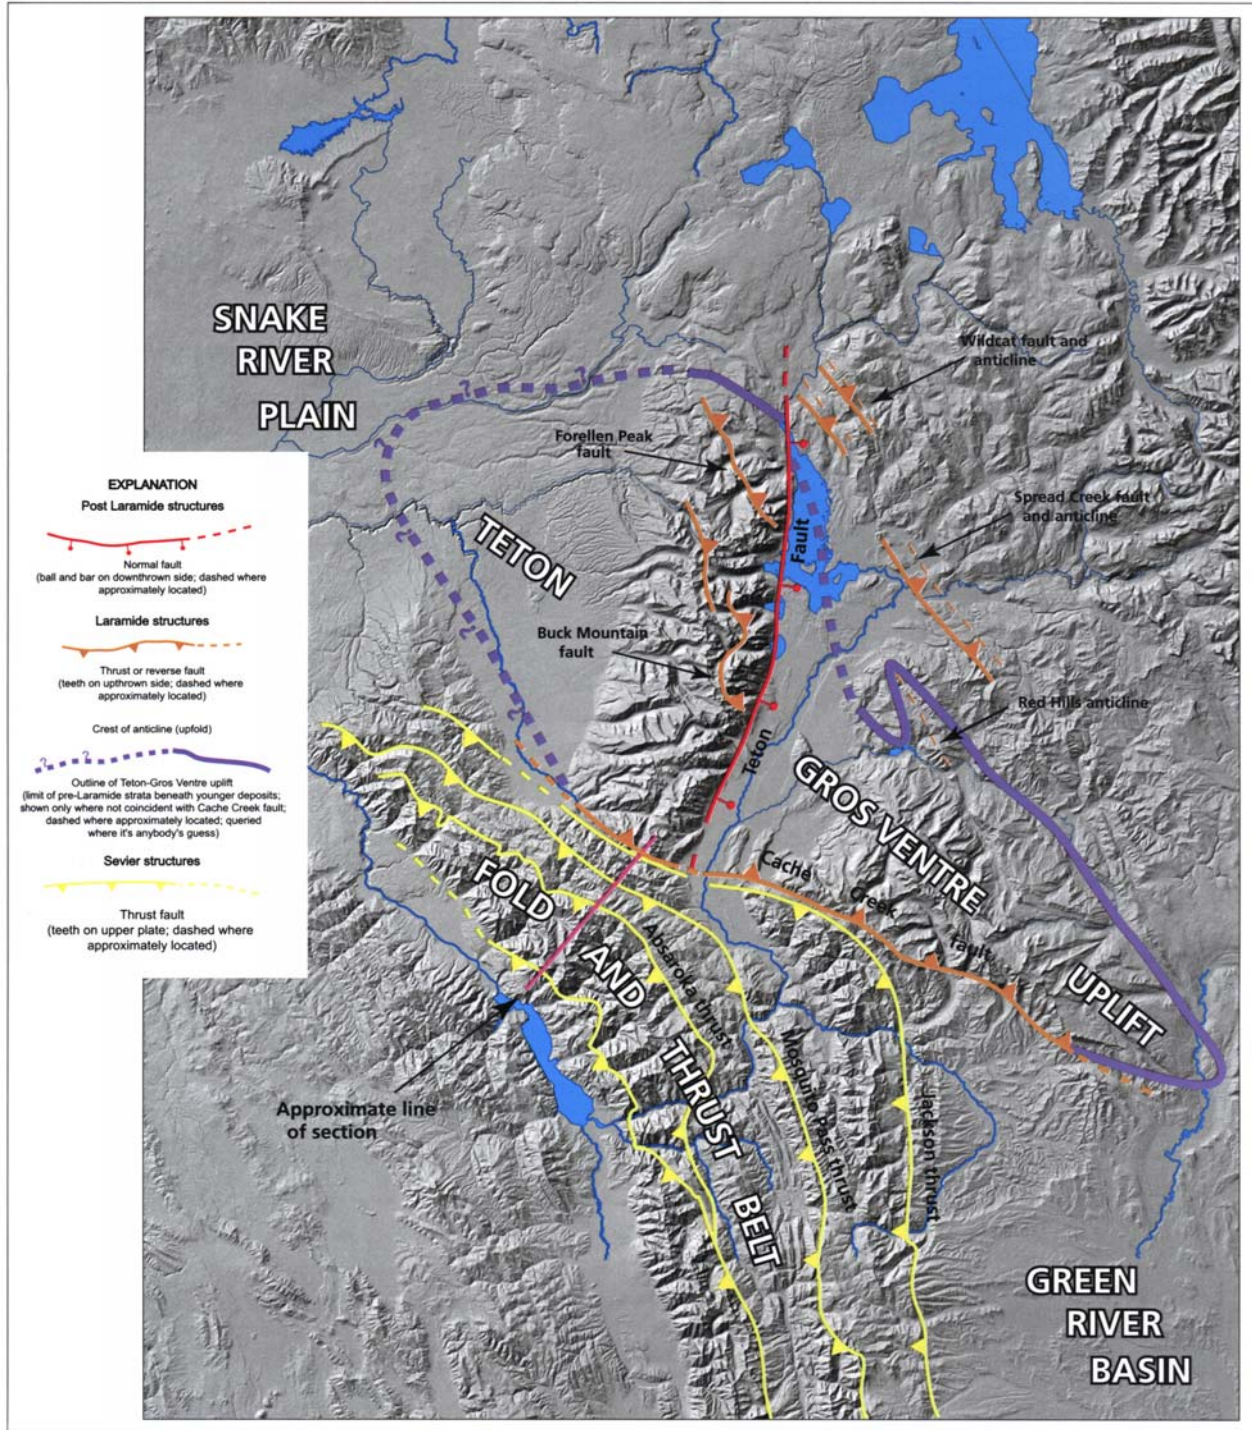 SNAKE
RIVER
PLAIN
Wildcat fault and
anticline
Forellen Peak
fault
Spread Creek fault
and anticline
TETON
Fault
Buck Mountain
fault
Red Hills anticline
Teton
GROS VENTRE
UPLIFT
Cache
Creek
fault
FOLD
AND
THRUST
BELT
Absarolla thrust
Mosquito Pass thrust
Jackson thrust
Approximate line
of section
GREEN
RIVER
BASIN
EXPLANATION
Post Laramide structures
Normal fault
(ball and bar on downthrown side; dashed where
approximately located)
Laramide structures
Thrust or reverse fault
(teeth on upthrown side; dashed where
approximately located)
Crest of anticline (upfold)
? ?
Outline of Teton-Gros Ventre uplift
(limit of pre-Laramide strata beneath younger deposits;
shown only where not coincident with Cache Creek fault;
dashed where approximately located; queried
where it's anybody's guess)
Sevier structures
Thrust fault
(teeth on upper plate; dashed where
approximately located)
? ? ? ? ? ?